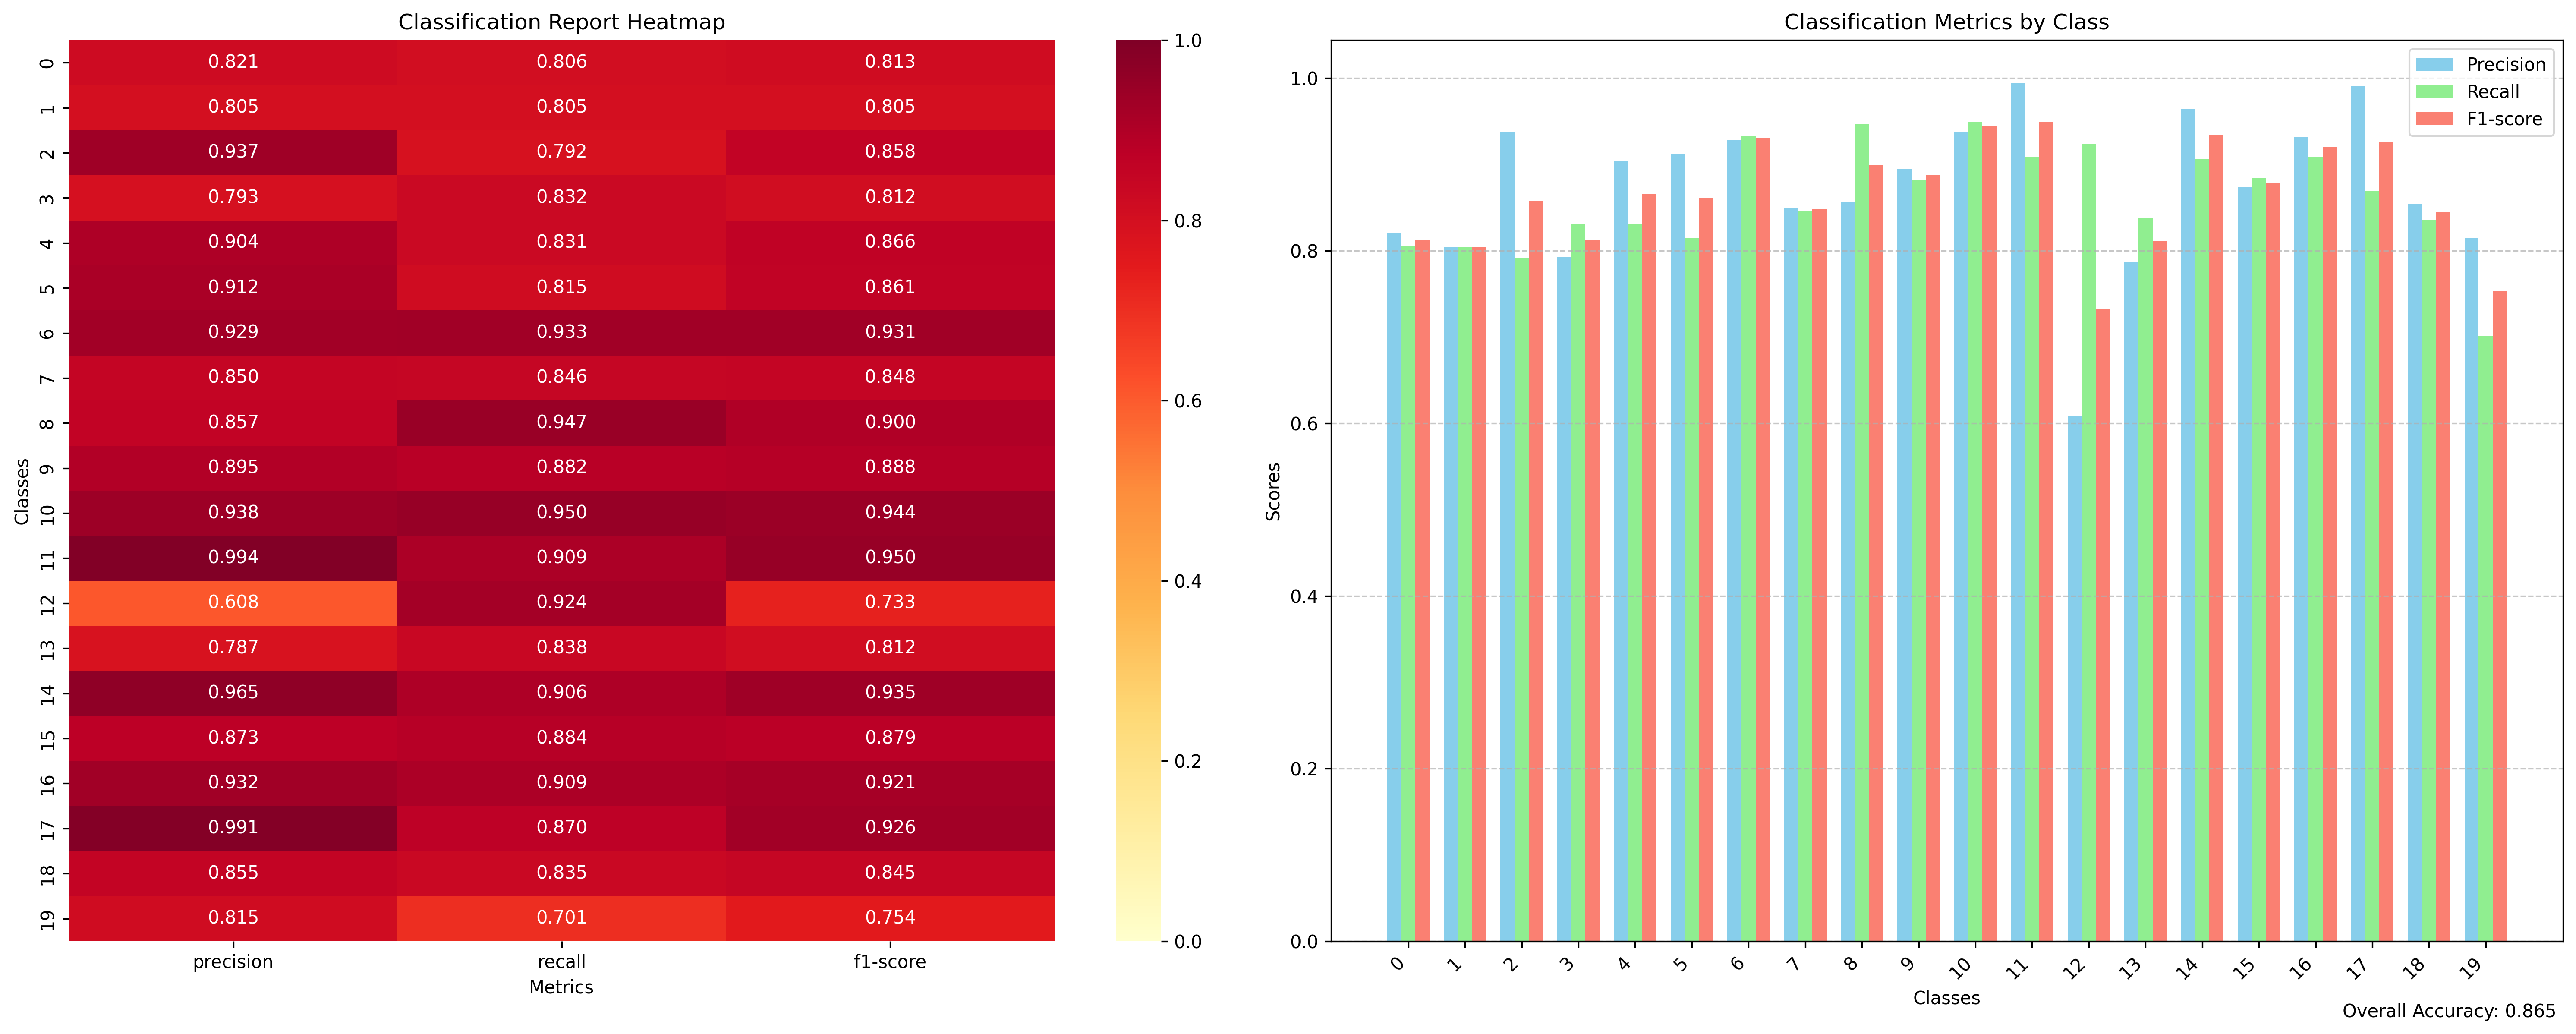 Classification Report Heatmap
Classes
0 0.821 0.806 0.813
1 0.805 0.805 0.805
2 0.937 0.792 0.858
3 0.793 0.832 0.812
4 0.904 0.831 0.866
5 0.912 0.815 0.861
6 0.929 0.933 0.931
7 0.850 0.846 0.848
8 0.857 0.947 0.900
9 0.895 0.882 0.888
10 0.938 0.950 0.944
11 0.994 0.909 0.950
12 0.608 0.924 0.733
13 0.787 0.838 0.812
14 0.965 0.906 0.935
15 0.873 0.884 0.879
16 0.932 0.909 0.921
17 0.991 0.870 0.926
18 0.855 0.835 0.845
19 0.815 0.701 0.754
precision recall f1-score
Metrics
1.0
0.8
0.6
0.4
0.2
0.0
Classification Metrics by Class
Precision
Recall
F1-score
Scores
1.0
0.8
0.6
0.4
0.2
0.0
0 1 2 3 4 5 6 7 8 9 10 11 12 13 14 15 16 17 18 19
Classes
Overall Accuracy: 0.865